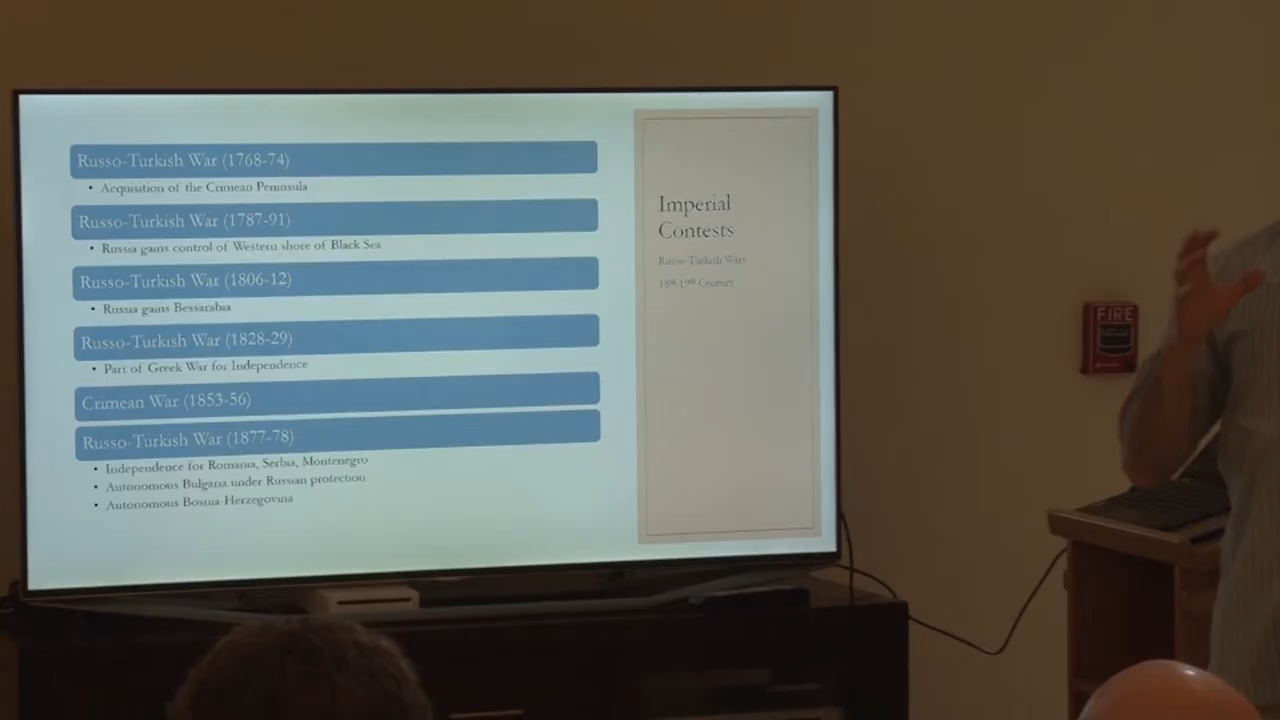 Russo-Turkish War (1768-74)
• Acquisition of the Crimean Peninsula
Russo-Turkish War (1787-91)
• Russia gains control of Western shore of Black Sea
Russo-Turkish War (1806-12)
• Russia gains Bessarabia
Russo-Turkish War (1828-29)
• Part of Greek War for Independence
Crimean War (1853-56)
Russo-Turkish War (1877-78)
• Independence for Romania, Serbia, Montenegro
• Autonomous Bulgaria under Russian protection
• Autonomous Bosnia-Herzegovina
Imperial
Contests
Russo-Turkish Wars
18th-19th Century
FIRE